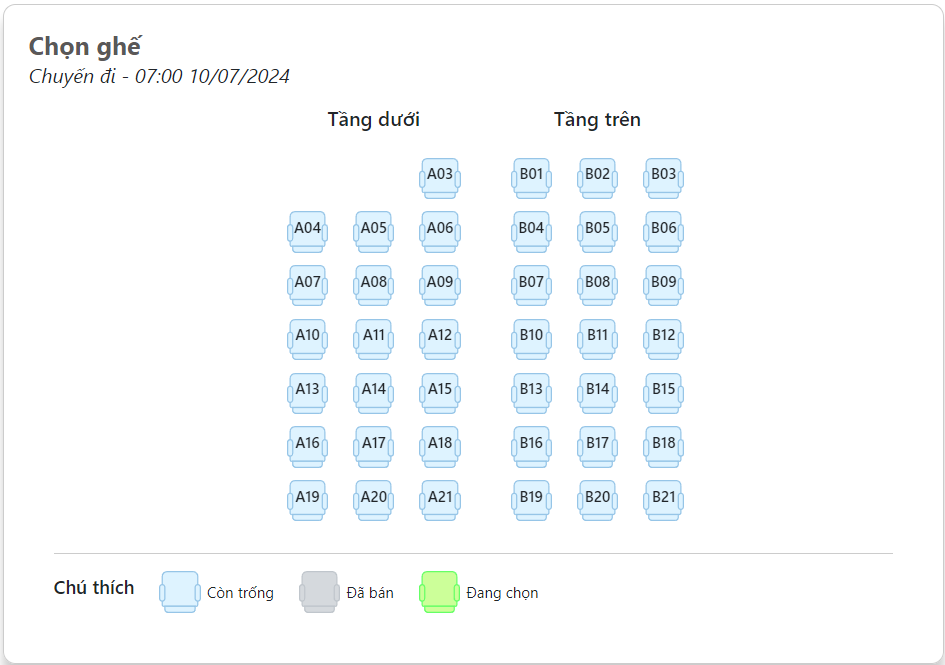 Chọn ghế
Chuyến đi - 07:00 10/07/2024
Tầng dưới Tầng trên
A03 B01 B02 B03
A04 A05 A06 B04 B05 B06
A07 A08 A09 B07 B08 B09
A10 A11 A12 B10 B11 B12
A13 A14 A15 B13 B14 B15
A16 A17 A18 B16 B17 B18
A19 A20 A21 B19 B20 B21
Chú thích Còn trống Đã bán Đang chọn